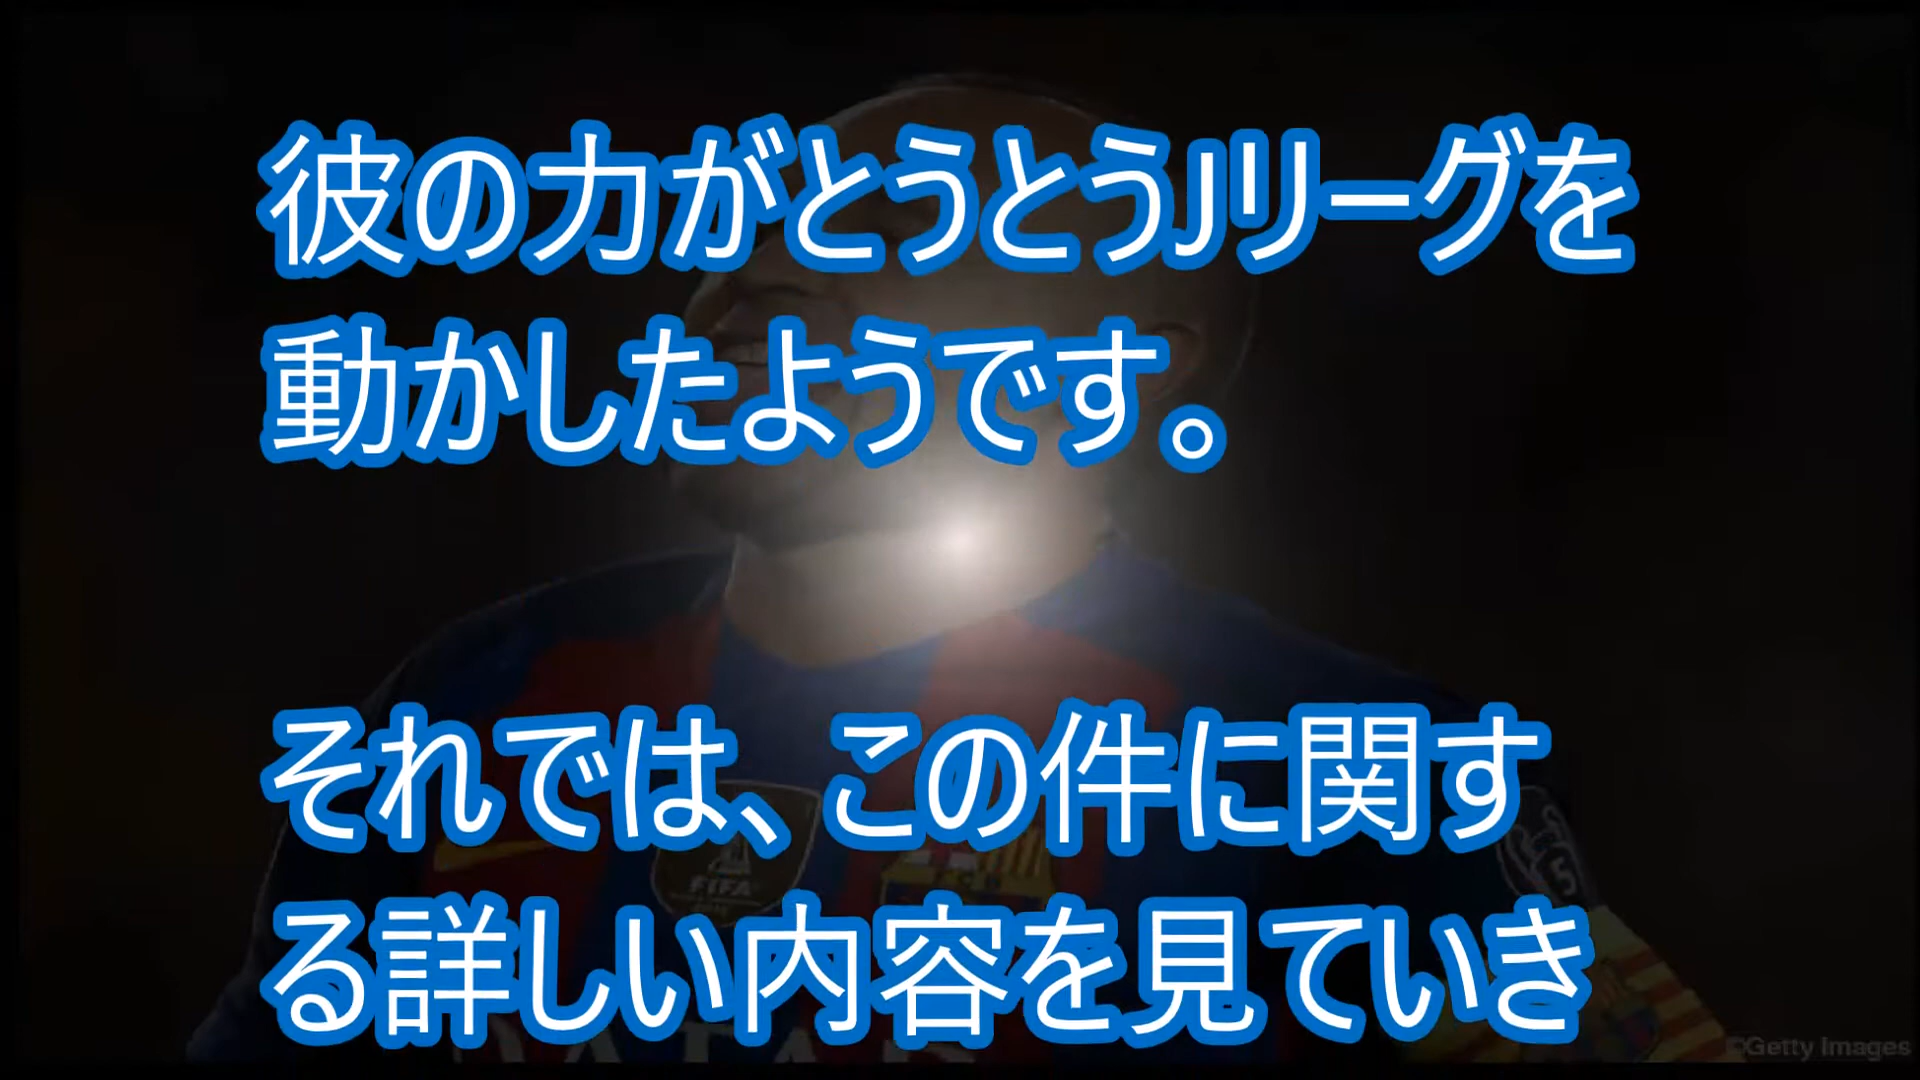 彼の力がとうとうJリーグを
動かしたようです。
それでは、この件に関す
る詳しい内容を見ていき
FIFA
©Getty Images